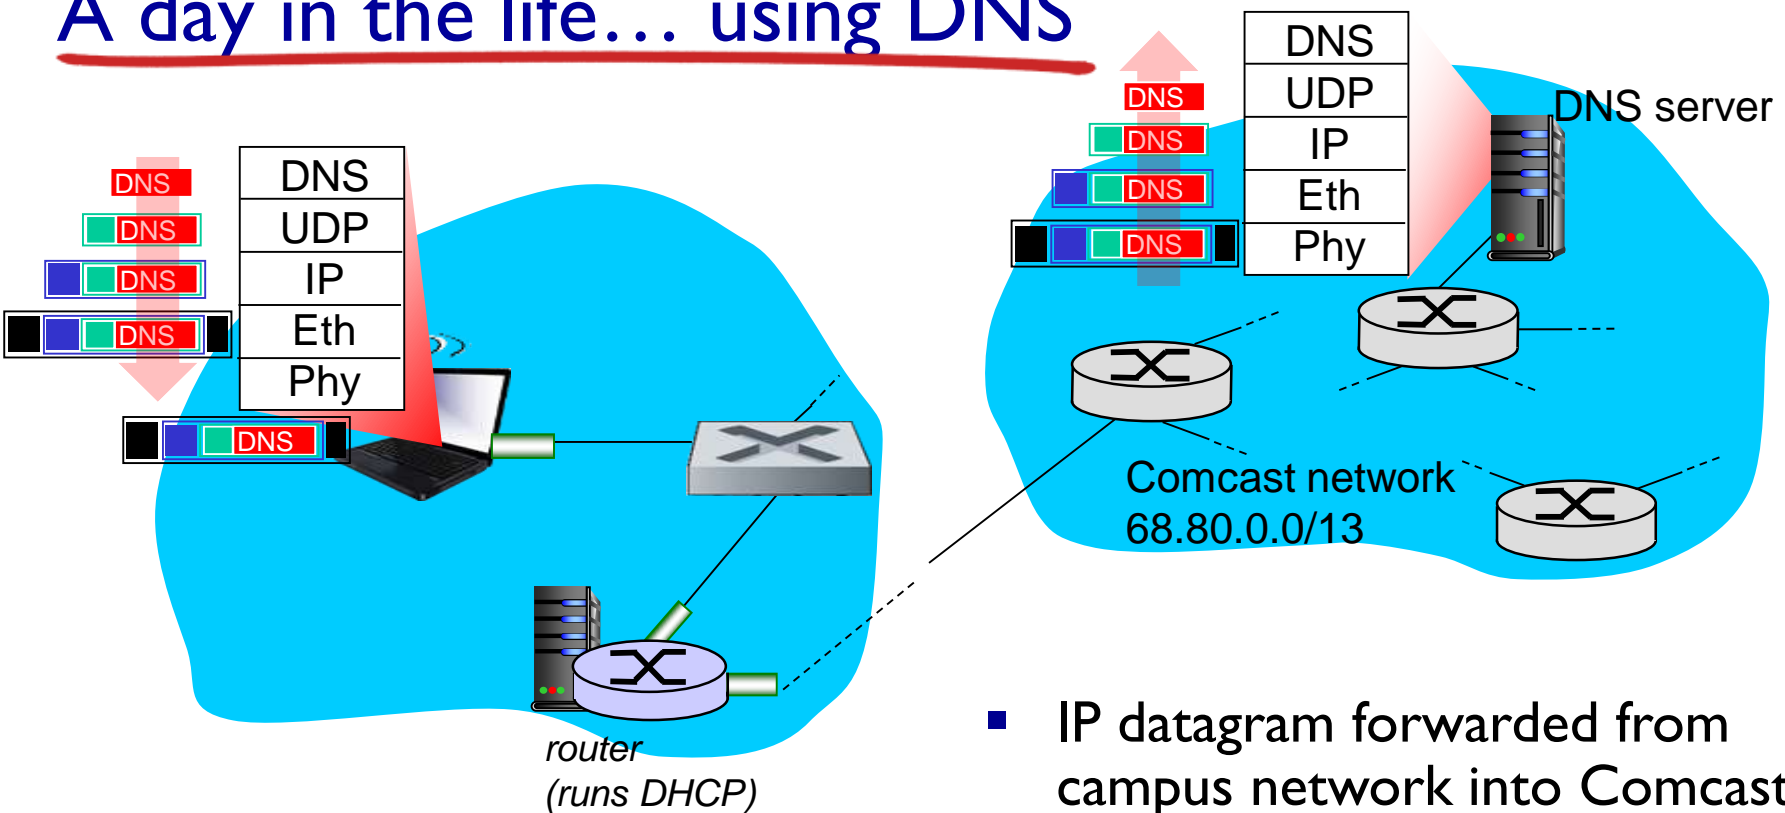 A day in the life… using DNS
DNS
UDP
IP
Eth
Phy
DNS
DNS
DNS
DNS
DNS
DNS
UDP
IP
Eth
Phy
DNS
DNS
DNS
DNS
DNS server
Comcast network
68.80.0.0/13
router
(runs DHCP)
▪ IP datagram forwarded from
campus network into Comcast